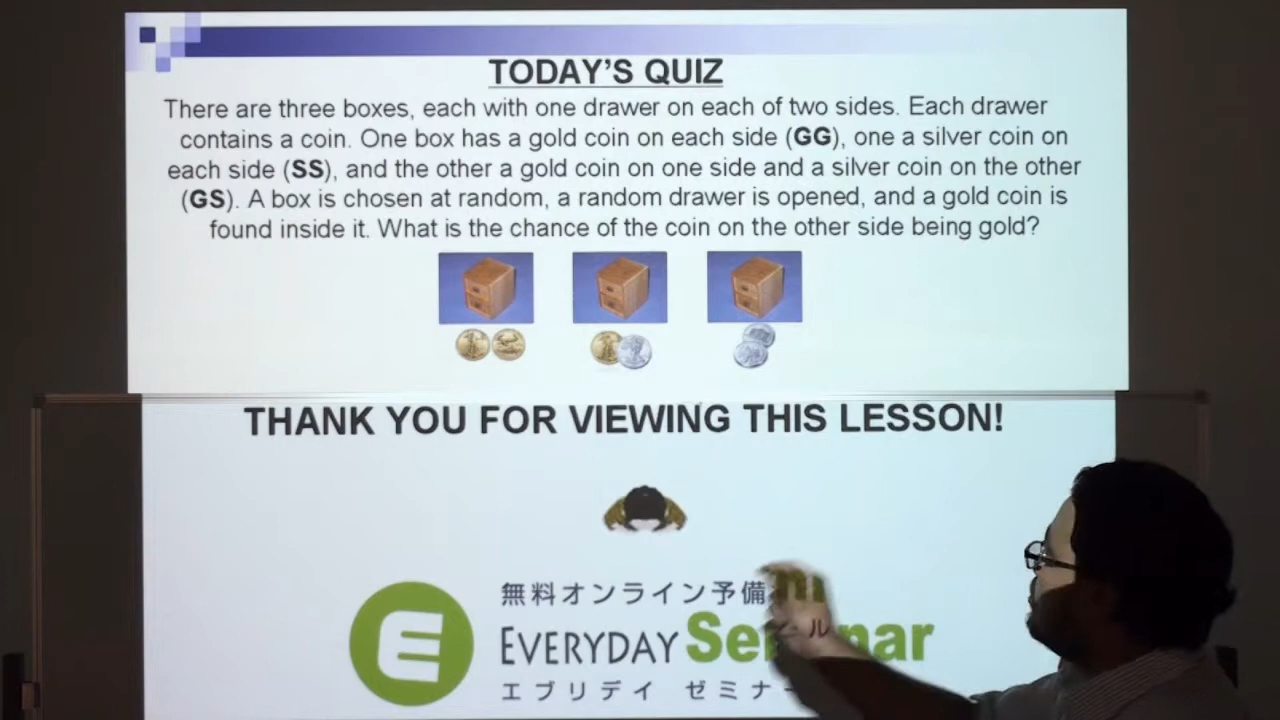 TODAY'S QUIZ
There are three boxes, each with one drawer on each of two sides. Each drawer
contains a coin. One box has a gold coin on each side (GG), one a silver coin on
each side (SS), and the other a gold coin on one side and a silver coin on the other
(GS). A box is chosen at random, a random drawer is opened, and a gold coin is
found inside it. What is the chance of the coin on the other side being gold?
THANK YOU FOR VIEWING THIS LESSON!
無料オンライン予備
EVERYDAY
エブリデイ ゼミナー